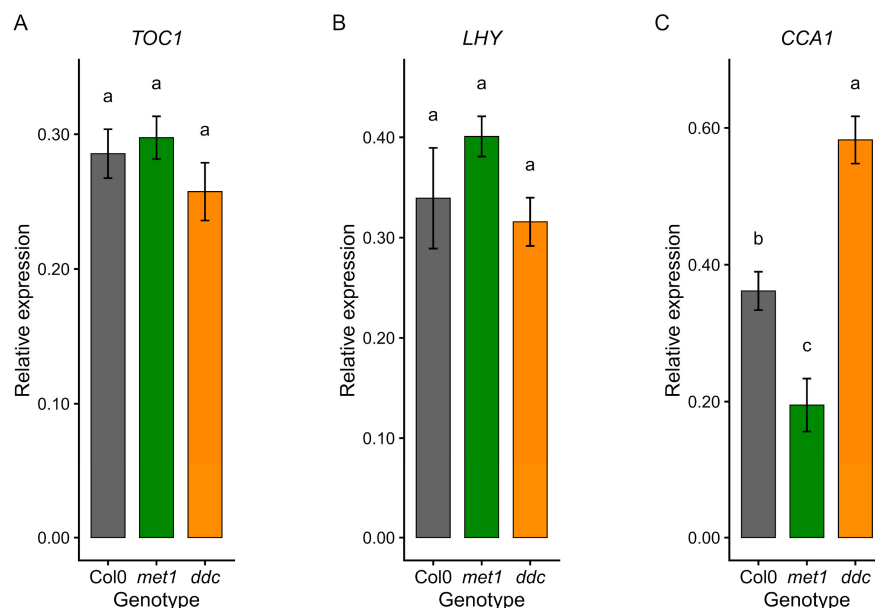 A
TOC1
a
a
a
0.30
0.20
0.10
0.00
Relative expression
Col0 met1 ddc
Genotype
B
LHY
a
a
a
0.40
0.30
0.20
0.10
0.00
Relative expression
Col0 met1 ddc
Genotype
C
CCA1
a
b
c
0.60
0.40
0.20
0.00
Relative expression
Col0 met1 ddc
Genotype